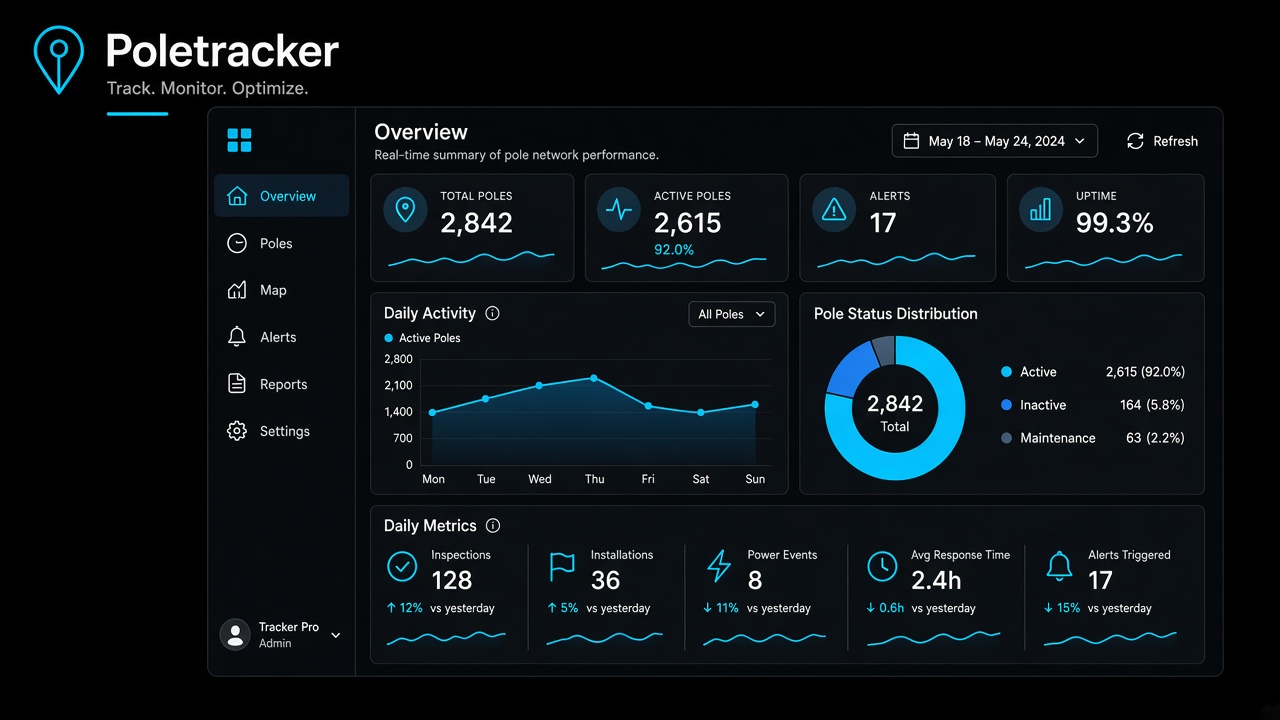 Poletracker
Track. Monitor. Optimize.
Overview
Poles
Map
Alerts
Reports
Settings
Tracker Pro
Admin
Overview
Real-time summary of pole network performance.
May 18 – May 24, 2024
Refresh
TOTAL POLES
2,842
ACTIVE POLES
2,615
92.0%
ALERTS
17
UPTIME
99.3%
Daily Activity
All Poles
Active Poles
2,800
2,100
1,400
700
0
Mon Tue Wed Thu Fri Sat Sun
Pole Status Distribution
2,842
Total
Active 2,615 (92.0%)
Inactive 164 (5.8%)
Maintenance 63 (2.2%)
Daily Metrics
Inspections
128
↑ 12% vs yesterday
Installations
36
↑ 5% vs yesterday
Power Events
8
↓ 11% vs yesterday
Avg Response Time
2.4h
↓ 0.6h vs yesterday
Alerts Triggered
17
↓ 15% vs yesterday